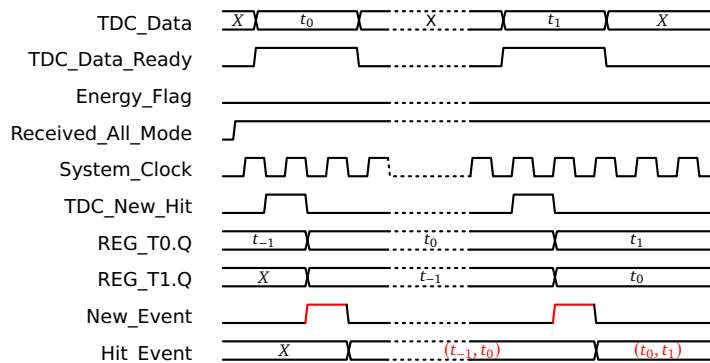 TDC_Data X t₀ X t₁ X
TDC_Data_Ready
Energy_Flag
Received_All_Mode
System_Clock
TDC_New_Hit
REG_T0.Q t₋₁ t₀ t₁
REG_T1.Q X t₋₁ t₀
New_Event
Hit_Event X (t₋₁, t₀) (t₀, t₁)